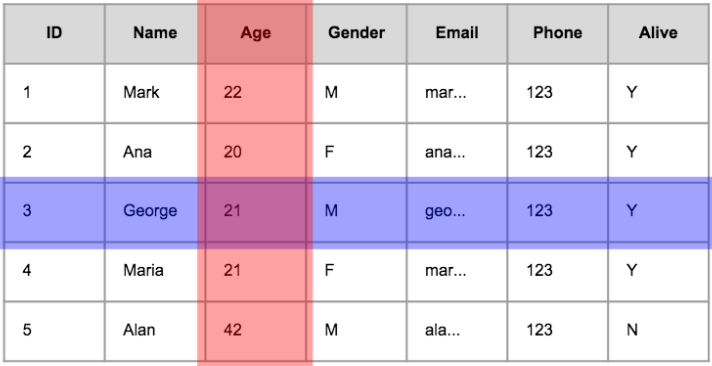 ID Name Age Gender Email Phone Alive
1 Mark 22 M mar... 123 Y
2 Ana 20 F ana... 123 Y
3 George 21 M geo... 123 Y
4 Maria 21 F mar... 123 Y
5 Alan 42 M ala... 123 N